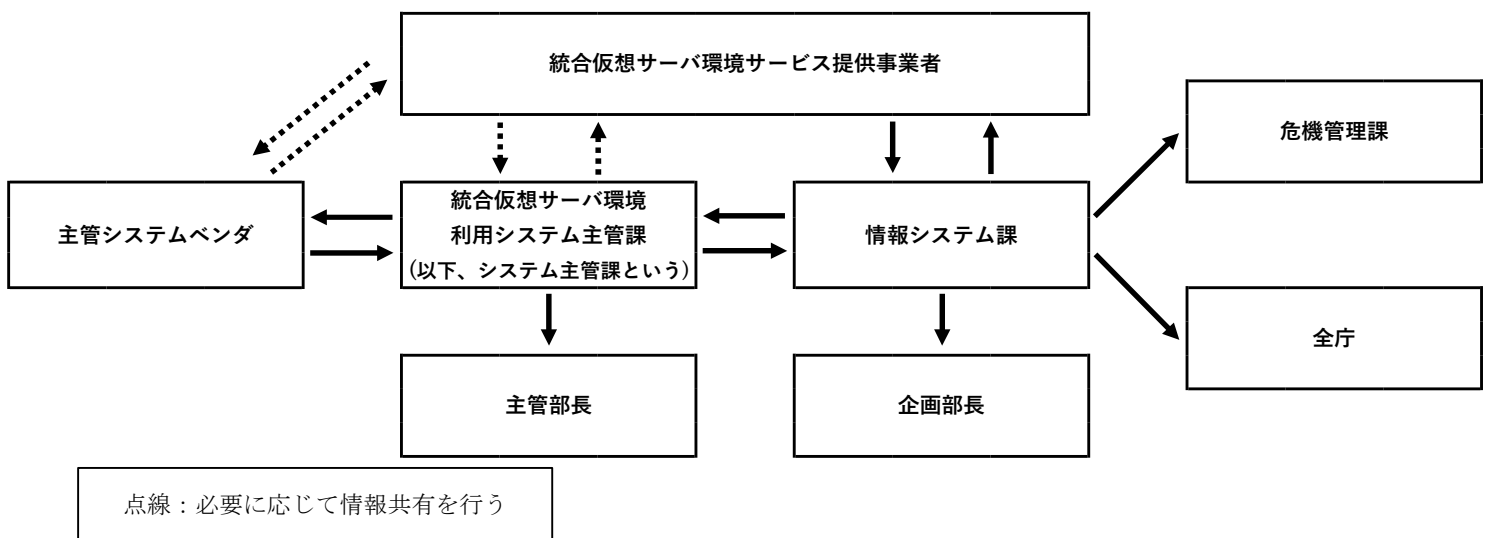 統合仮想サーバ環境サービス提供事業者
危機管理課
主管システムベンダ
統合仮想サーバ環境
利用システム主管課
(以下、システム主管課という)
情報システム課
全庁
主管部長
企画部長
点線：必要に応じて情報共有を行う